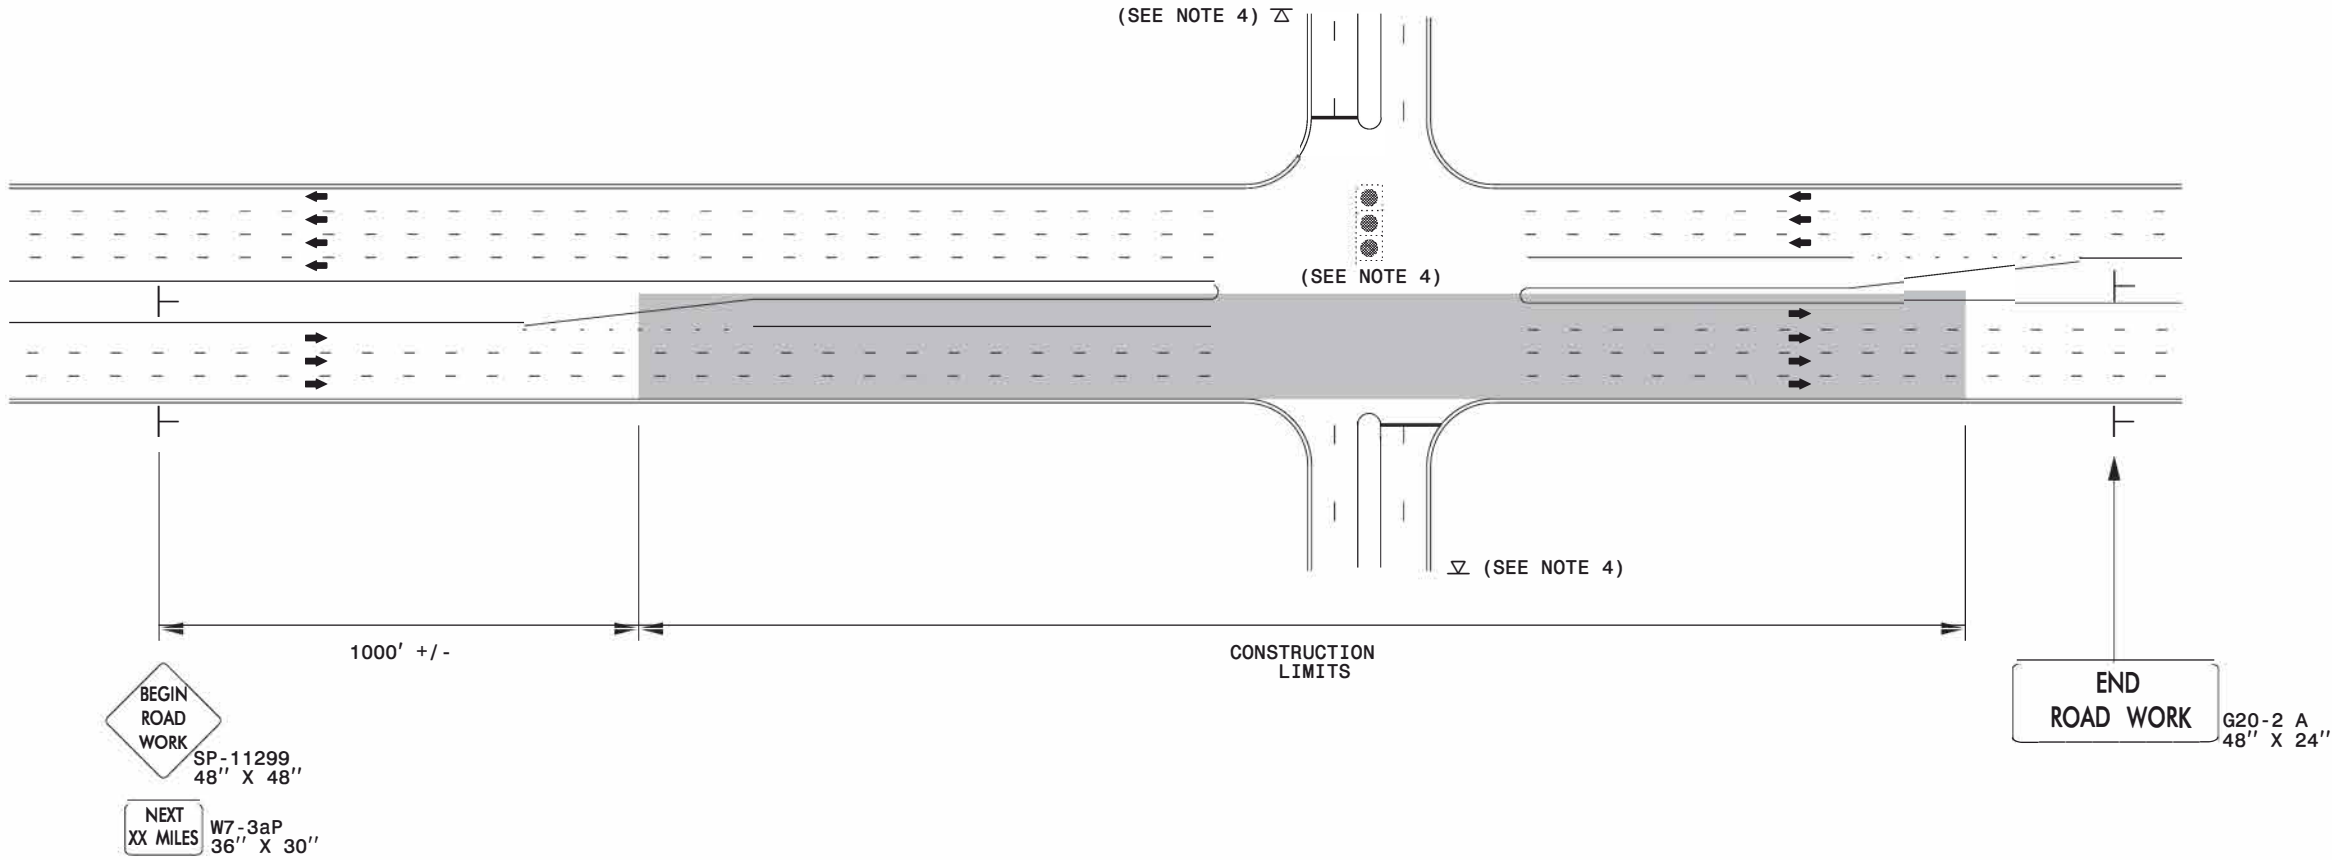 (SEE NOTE 4)
(SEE NOTE 4)
(SEE NOTE 4)
1000' +/-
CONSTRUCTION
LIMITS
BEGIN
ROAD
WORK
SP-11299
48'' X 48''
NEXT
XX MILES
W7-3aP
36'' X 30''
END
ROAD WORK
G20-2 A
48'' X 24''